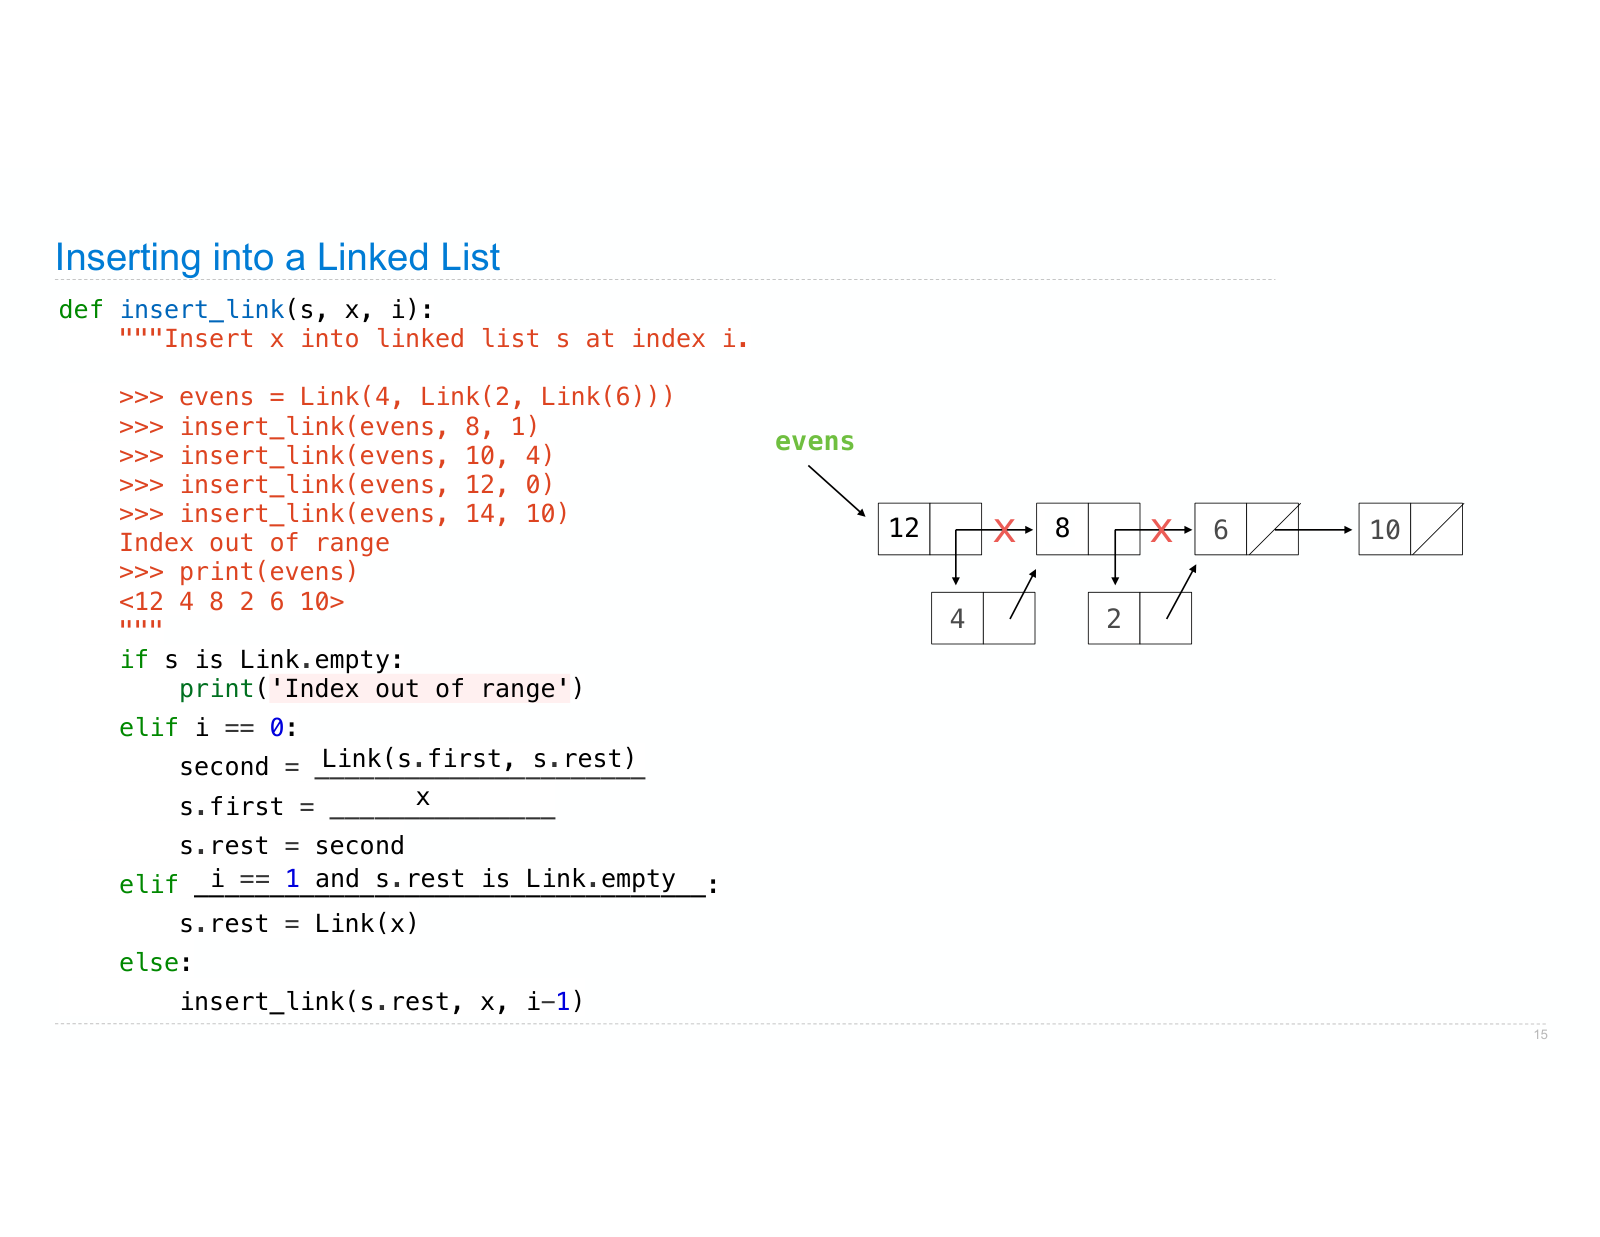 Inserting into a Linked List
def insert_link(s, x, i):
    """Insert x into linked list s at index i.
    >>> evens = Link(4, Link(2, Link(6)))
    >>> insert_link(evens, 8, 1)
    >>> insert_link(evens, 10, 4)
    >>> insert_link(evens, 12, 0)
    >>> insert_link(evens, 14, 10)
    Index out of range
    >>> print(evens)
    <12 4 8 2 6 10>
    """
    if s is Link.empty:
        print('Index out of range')
    elif i == 0:
        second = Link(s.first, s.rest)
        s.first = x
        s.rest = second
    elif i == 1 and s.rest is Link.empty:
        s.rest = Link(x)
    else:
        insert_link(s.rest, x, i-1)
evens
12 X 8 X 6 10
4 2
15